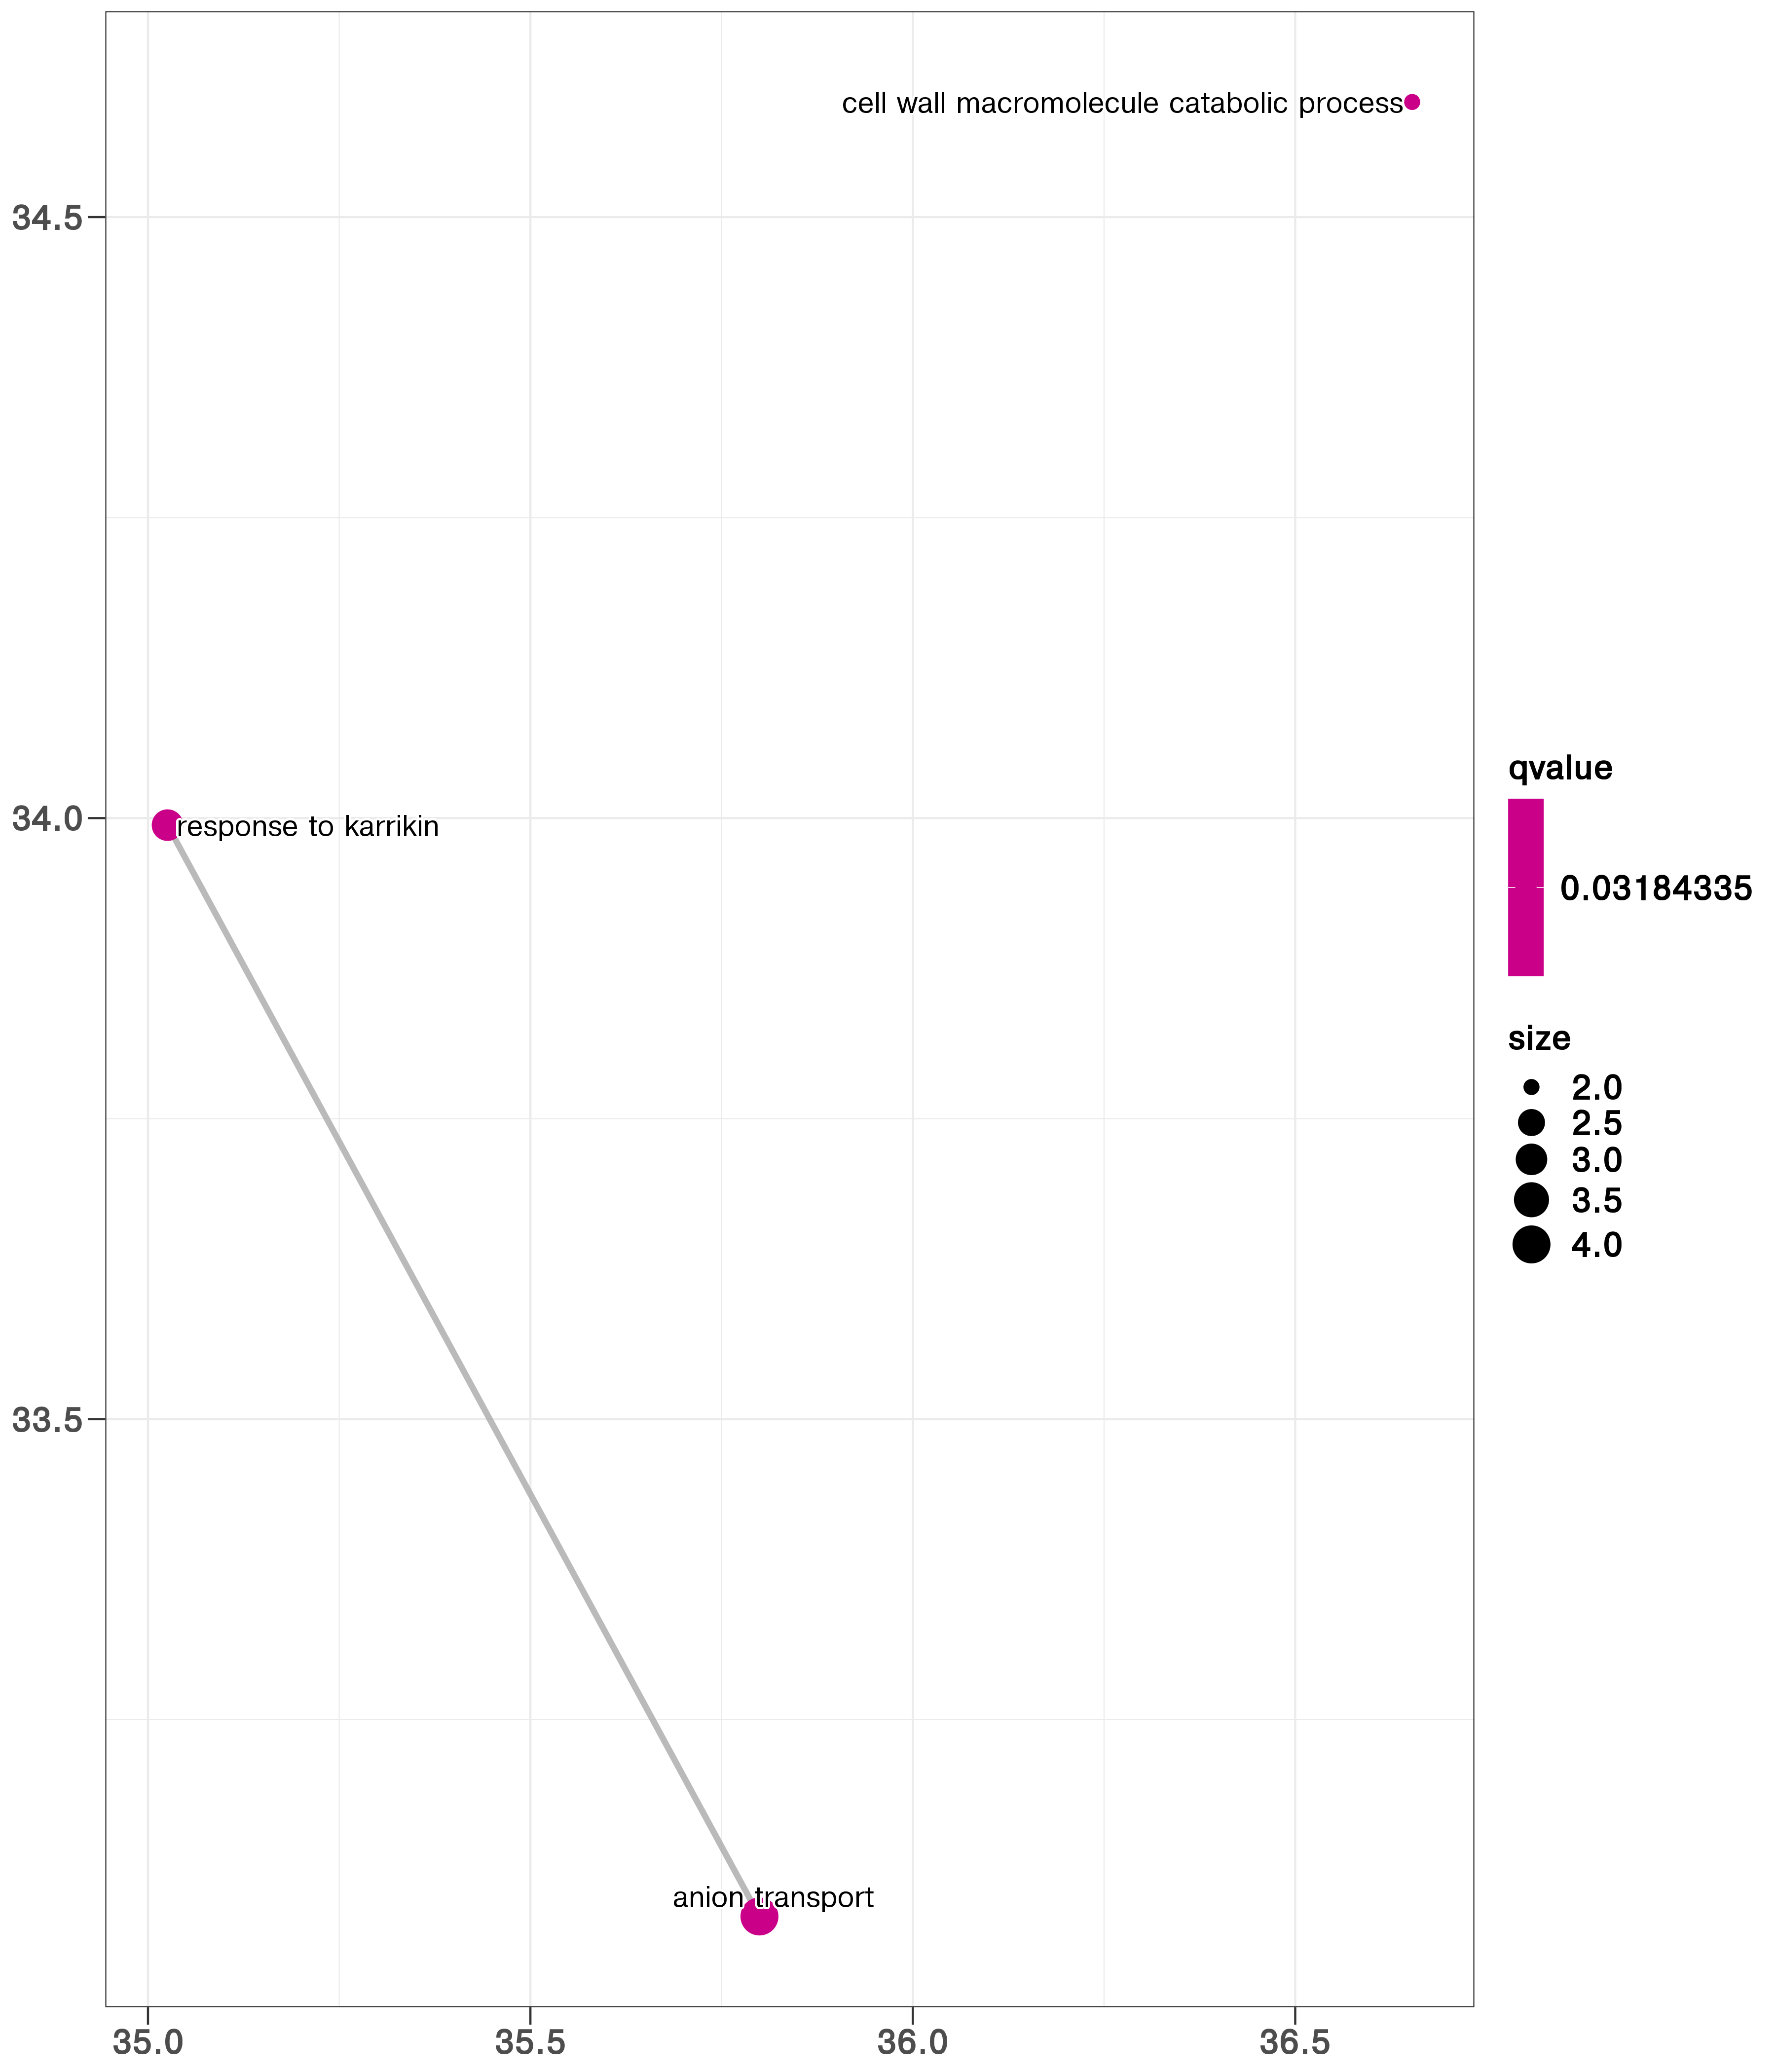 cell wall macromolecule catabolic process
34.5
34.0
response to karrikin
33.5
anion transport
35.0 35.5 36.0 36.5
qvalue
0.03184335
size
2.0
2.5
3.0
3.5
4.0